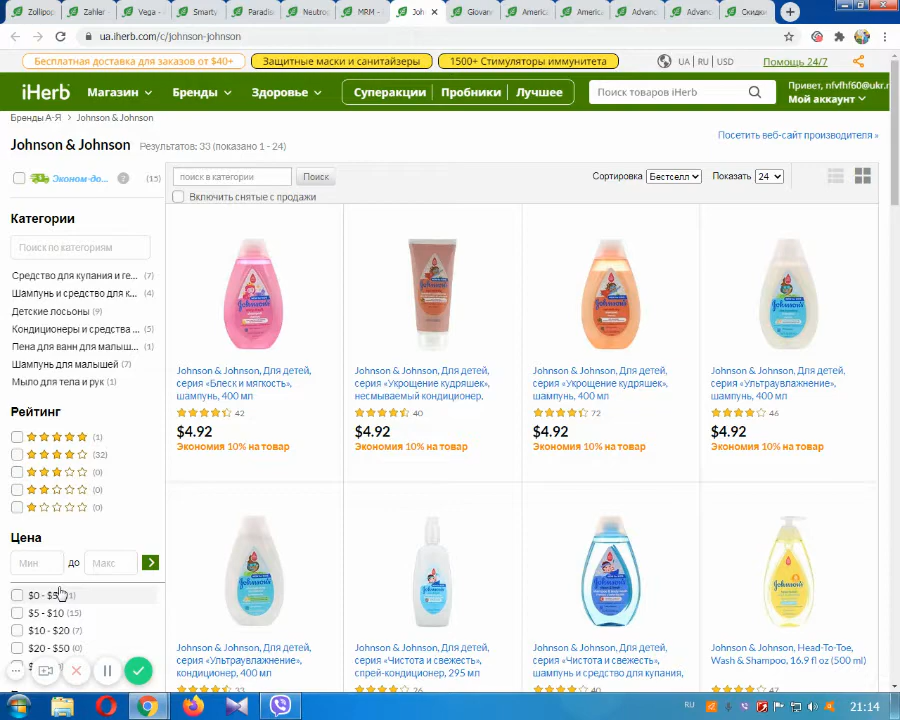 Zollipop
Zahler
Vega -
Smarty
Paradis
Neutro
MRM -
Joh
Giovan
America
America
Advanc
Advanc
Скидки
ua.iherb.com/c/johnson-johnson
Бесплатная доставка для заказов от $40+
Защитные маски и санитайзеры
1500+ Стимуляторы иммунитета
UA | RU | USD
Помощь 24/7
iHerb
Магазин
Бренды
Здоровье
Суперакции
Пробники
Лучшее
Поиск товаров iHerb
Привет, nfvfhf60@ukr.n
Мой аккаунт
Бренды А-Я > Johnson & Johnson
Johnson & Johnson Результаты: 33 (показано 1 - 24)
Посетить веб-сайт производителя »
Эконом-до... ? (15)
поиск в категории
Поиск
Сортировка Бестселл
Показать 24
Включить снятые с продажи
Категории
Поиск по категориям
Средство для купания и ге... (7)
Шампунь и средство для к... (4)
Детские лосьоны (9)
Кондиционеры и средства ... (5)
Пена для ванн для малыш... (1)
Шампунь для малышей (7)
Мыло для тела и рук (1)
Рейтинг
(1)
(32)
(0)
(0)
(0)
Цена
Мин до Макс
$0 - $5
$5 - $10 (15)
$10 - $20 (7)
$20 - $50 (0)
Johnson & Johnson, Для детей,
серия «Блеск и мягкость»,
шампунь, 400 мл
42
$4.92
Экономия 10% на товар
Johnson & Johnson, Для детей,
серия «Укрощение кудряшек»,
несмываемый кондиционер,
40
$4.92
Экономия 10% на товар
Johnson & Johnson, Для детей,
серия «Укрощение кудряшек»,
шампунь, 400 мл
72
$4.92
Экономия 10% на товар
Johnson & Johnson, Для детей,
серия «Ультраувлажнение»,
шампунь, 400 мл
46
$4.92
Экономия 10% на товар
Johnson & Johnson, Для детей,
серия «Ультраувлажнение»,
кондиционер, 400 мл
33
Johnson & Johnson, Для детей,
серия «Чистота и свежесть»,
спрей-кондиционер, 295 мл
26
Johnson & Johnson, Для детей,
серия «Чистота и свежесть»,
шампунь и средство для купания,
40
Johnson & Johnson, Head-To-Toe,
Wash & Shampoo, 16.9 fl oz (500 ml)
47
RU
21:14